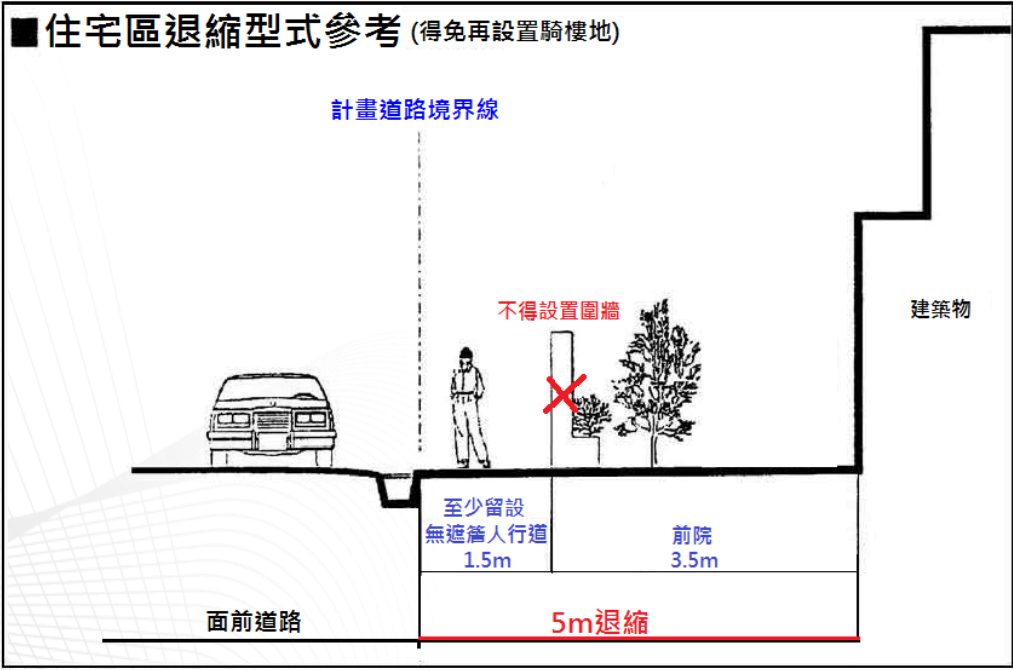 ■住宅區退縮型式參考(得免再設置騎樓地)
計畫道路境界線
不得設置圍牆
建築物
至少留設
無遮簷人行道
1.5m
前院
3.5m
面前道路
5m退縮